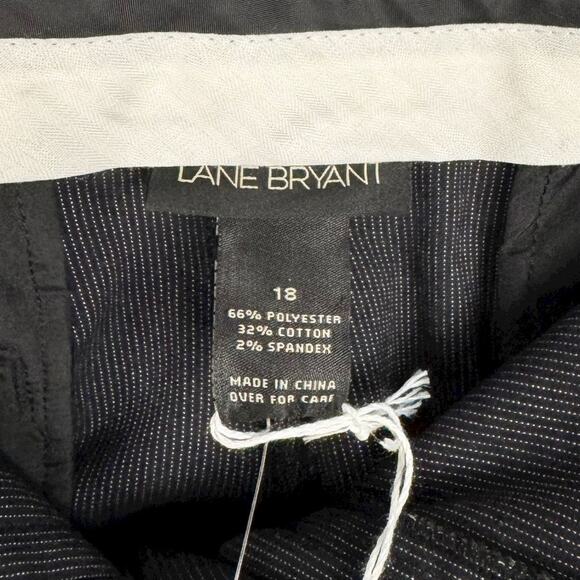 LANE BRYANT
18
66% POLYESTER
32% COTTON
2% SPANDEX
MADE IN CHINA
OVER FOR CARE